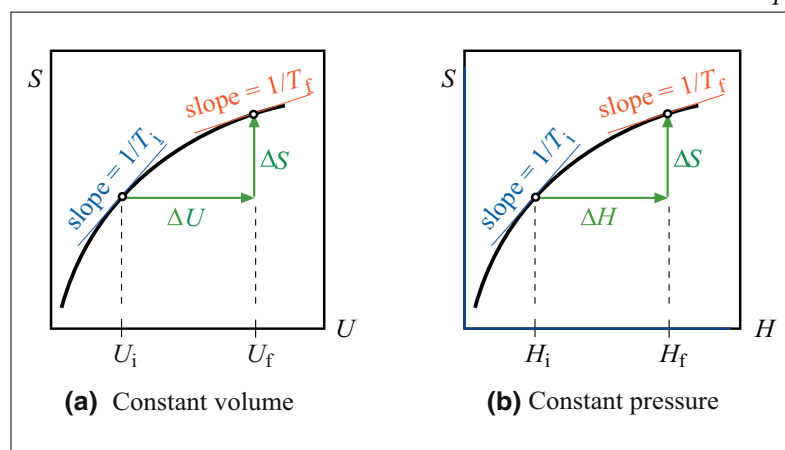 S
slope = 1/T_i
slope = 1/T_f
ΔS
ΔU
U_i
U_f
U
(a) Constant volume
S
slope = 1/T_i
slope = 1/T_f
ΔS
ΔH
H_i
H_f
H
(b) Constant pressure